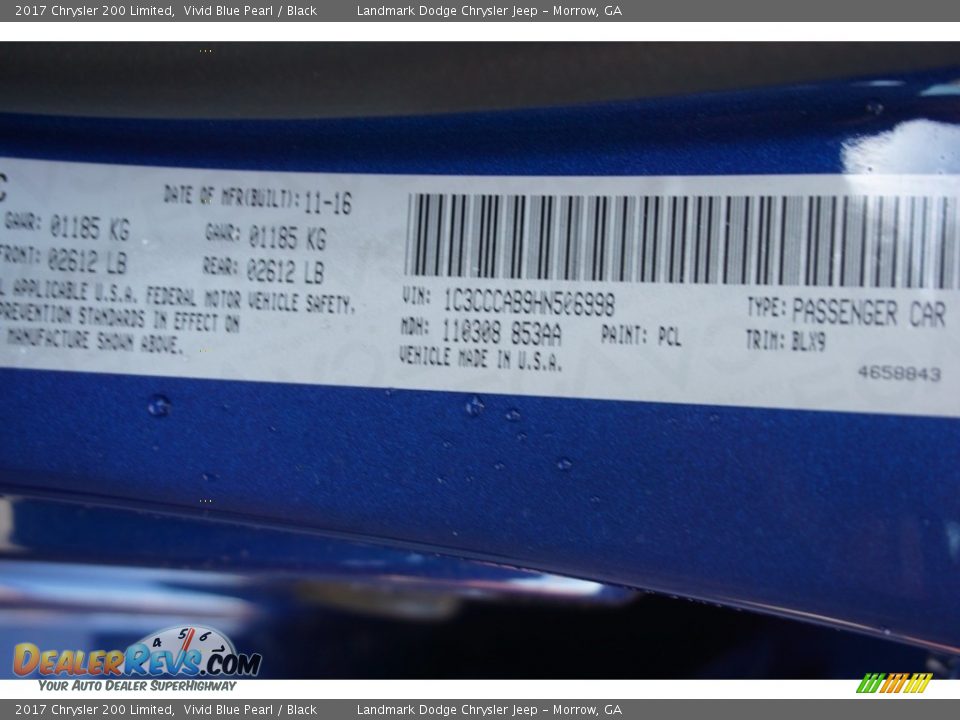 2017 Chrysler 200 Limited, Vivid Blue Pearl / Black Landmark Dodge Chrysler Jeep - Morrow, GA
C
DATE OF MFR(BUILT): 11-16
GAWR: 01185 KG GAWR: 01185 KG
FRONT: 02612 LB REAR: 02612 LB
L APPLICABLE U.S.A. FEDERAL MOTOR VEHICLE SAFETY,
PREVENTION STANDARDS IN EFFECT ON
MANUFACTURE SHOWN ABOVE.
VIN: 1C3CCCAB9HN506998 TYPE: PASSENGER CAR
MDH: 110308 853AA PAINT: PCL TRIM: BLX9
VEHICLE MADE IN U.S.A.
4658843
4 5 6
DEALERREVS.COM
YOUR AUTO DEALER SUPERHIGHWAY
2017 Chrysler 200 Limited, Vivid Blue Pearl / Black Landmark Dodge Chrysler Jeep - Morrow, GA